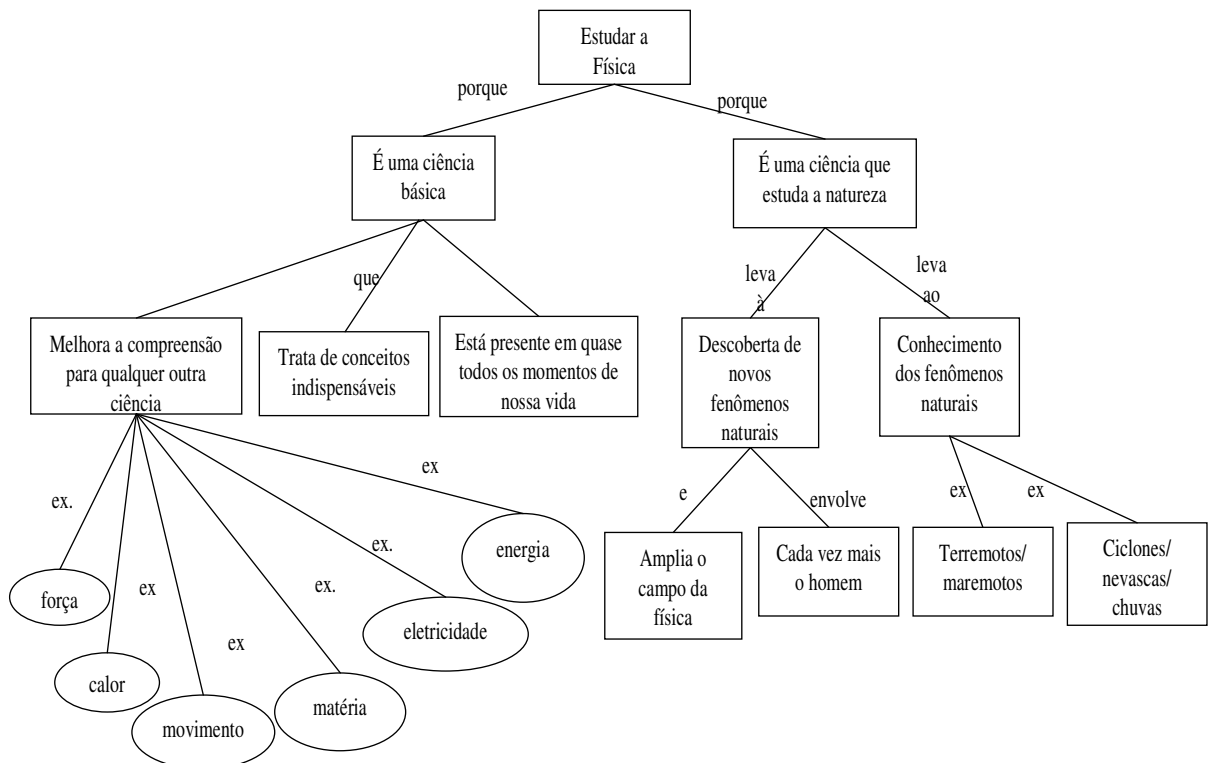 Estudar a
Física
porque
porque
É uma ciência
básica
É uma ciência que
estuda a natureza
que
leva
à
leva
ao
Melhora a compreensão
para qualquer outra
ciência
Trata de conceitos
indispensáveis
Está presente em quase
todos os momentos de
nossa vida
Descoberta de
novos
fenômenos
naturais
Conhecimento
dos fenômenos
naturais
ex.
ex
ex
ex.
ex.
ex
e
envolve
ex
ex
força
calor
movimento
matéria
eletricidade
energia
Amplia o
campo da
física
Cada vez mais
o homem
Terremotos/
maremotos
Ciclones/
nevascas/
chuvas